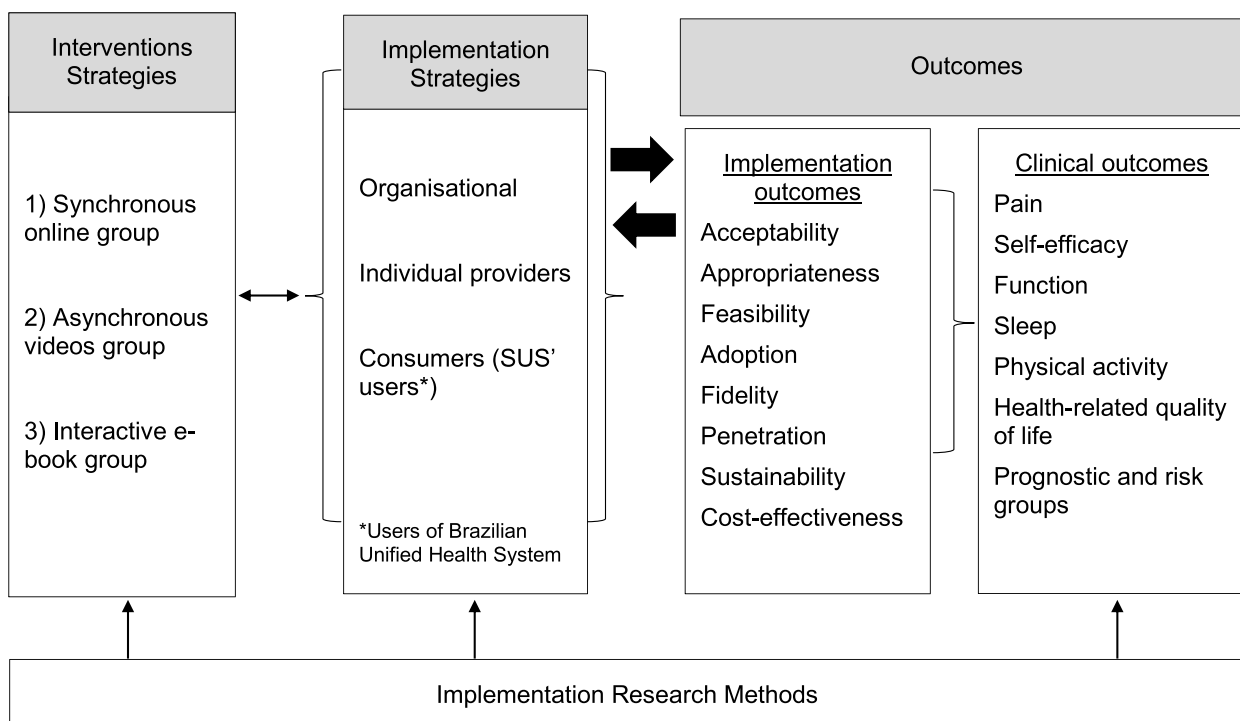 Interventions
Strategies
1) Synchronous
online group
2) Asynchronous
videos group
3) Interactive e-
book group
Implementation
Strategies
Organisational
Individual providers
Consumers (SUS’
users*)
*Users of Brazilian
Unified Health System
Outcomes
Implementation
outcomes
Acceptability
Appropriateness
Feasibility
Adoption
Fidelity
Penetration
Sustainability
Cost-effectiveness
Clinical outcomes
Pain
Self-efficacy
Function
Sleep
Physical activity
Health-related quality
of life
Prognostic and risk
groups
Implementation Research Methods